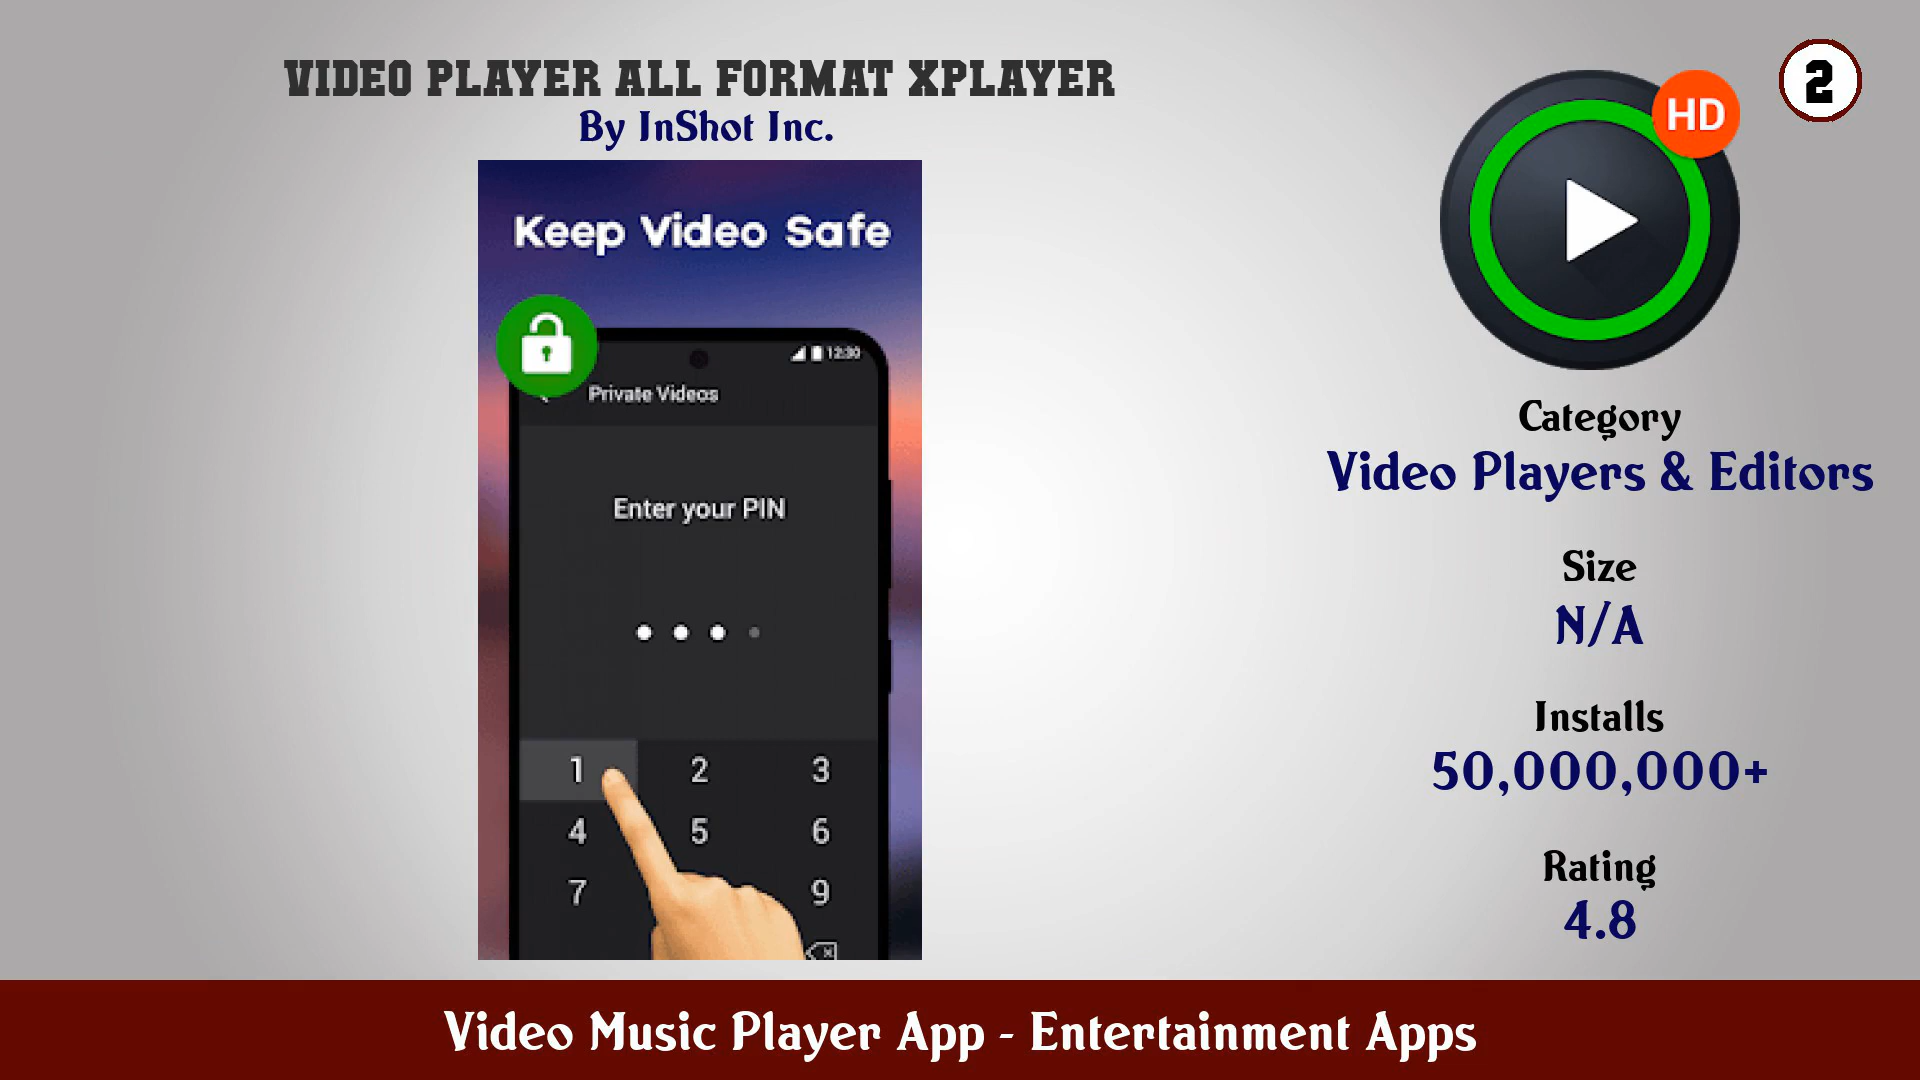 VIDEO PLAYER ALL FORMAT XPLAYER
By InShot Inc.
2
HD
Keep Video Safe
12:30
Private Videos
Enter your PIN
1 2 3
4 5 6
7 9
Category
Video Players & Editors
Size
N/A
Installs
50,000,000+
Rating
4.8
Video Music Player App - Entertainment Apps